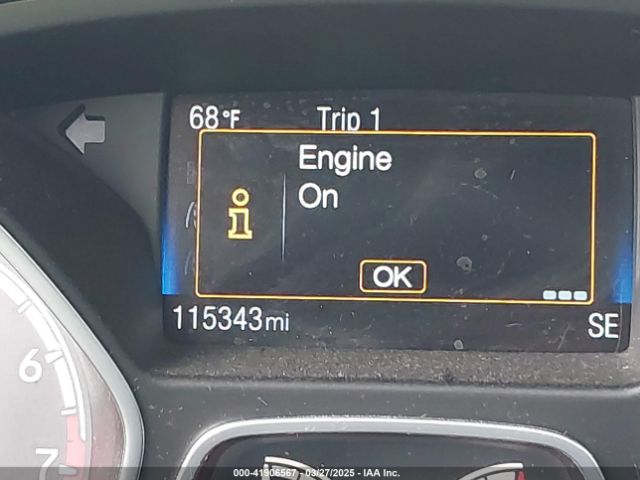 68°F Trip 1
Engine
On
i
OK
115343mi SE
6
7
000-41906567 - 03/27/2025 - IAA Inc.